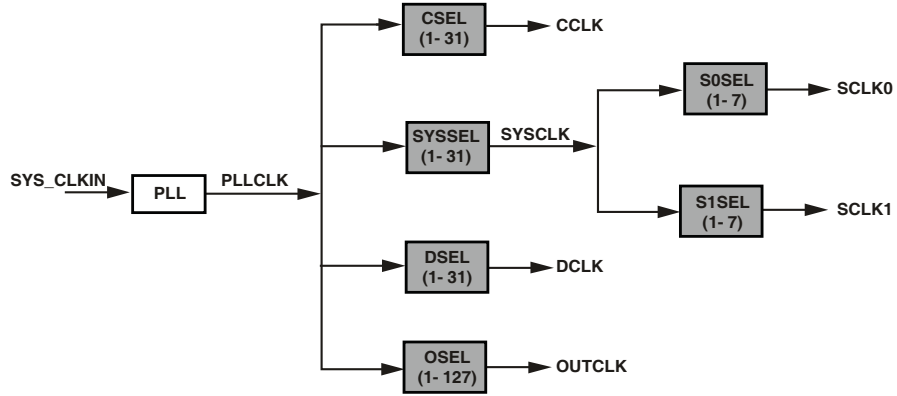 CSEL
(1- 31)
CCLK
S0SEL
(1- 7)
SCLK0
SYSSEL
(1- 31)
SYSCLK
SYS_CLKIN
PLL
PLLCLK
S1SEL
(1- 7)
SCLK1
DSEL
(1- 31)
DCLK
OSEL
(1- 127)
OUTCLK